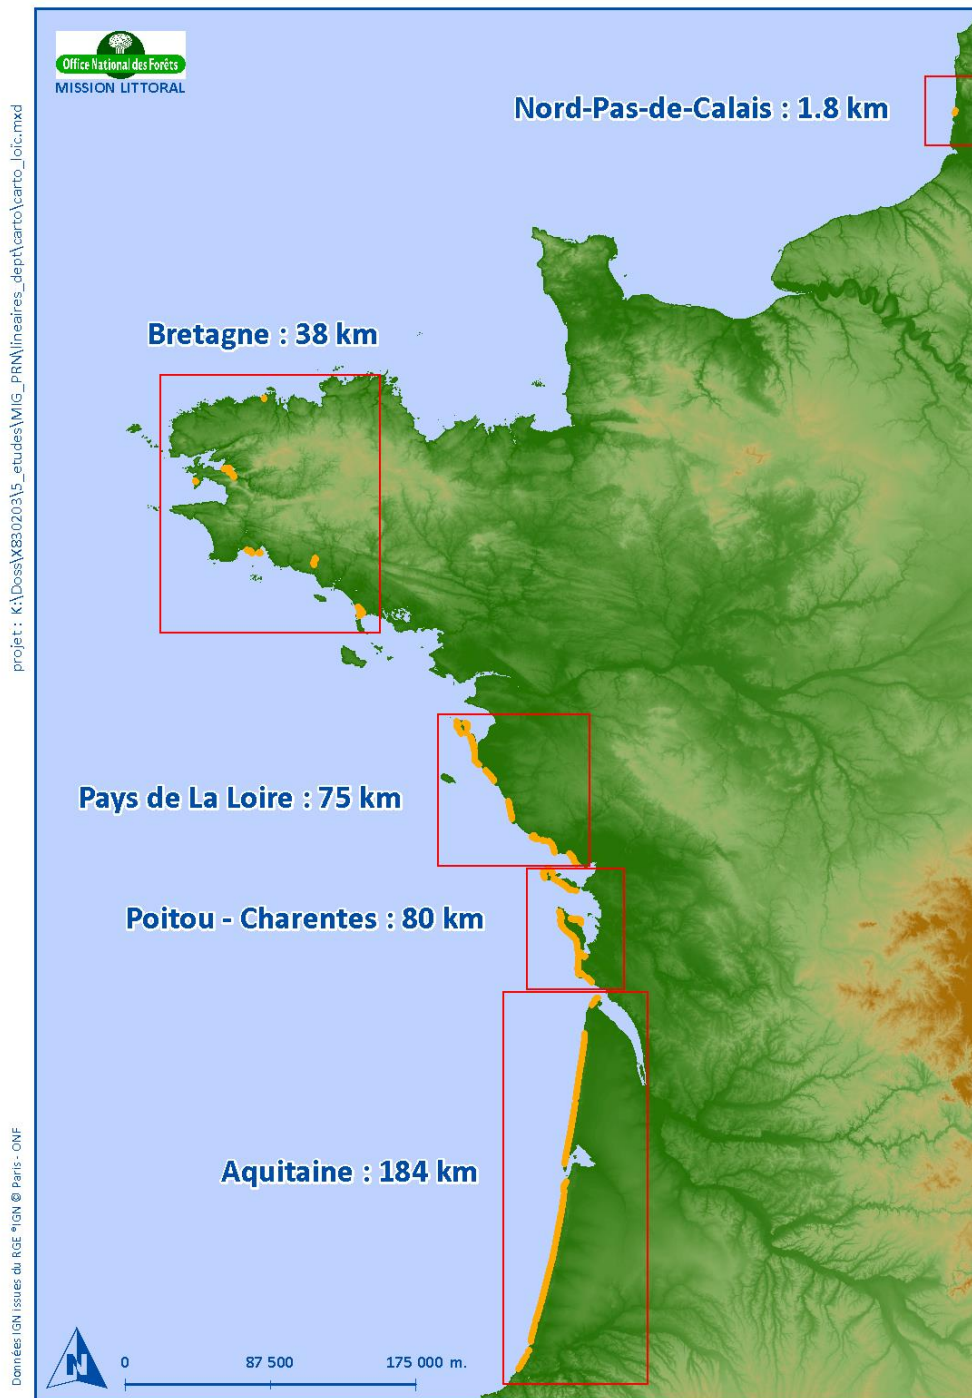 Office National des Forêts
MISSION LITTORAL
Nord-Pas-de-Calais : 1.8 km
Bretagne : 38 km
Pays de La Loire : 75 km
Poitou - Charentes : 80 km
Aquitaine : 184 km
N
0 87 500 175 000 m.
projet : K:\Doss\X830203\5_etudes\MIG_PRN\lineaires_dept\carto\carto_loic.mxd
Données IGN issues du RGE ®IGN © Paris - ONF